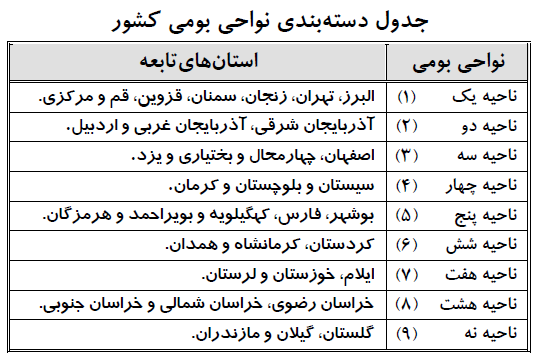 جدول دسته‌بندی نواحی بومی کشور
نواحی بومی استان‌های تابعه
ناحیه یک (۱) البرز، تهران، زنجان، سمنان، قزوین، قم و مرکزی.
ناحیه دو (۲) آذربایجان شرقی، آذربایجان غربی و اردبیل.
ناحیه سه (۳) اصفهان، چهارمحال و بختیاری و یزد.
ناحیه چهار (۴) سیستان و بلوچستان و کرمان.
ناحیه پنج (۵) بوشهر، فارس، کهگیلویه و بویراحمد و هرمزگان.
ناحیه شش (۶) کردستان، کرمانشاه و همدان.
ناحیه هفت (۷) ایلام، خوزستان و لرستان.
ناحیه هشت (۸) خراسان رضوی، خراسان شمالی و خراسان جنوبی.
ناحیه نه (۹) گلستان، گیلان و مازندران.